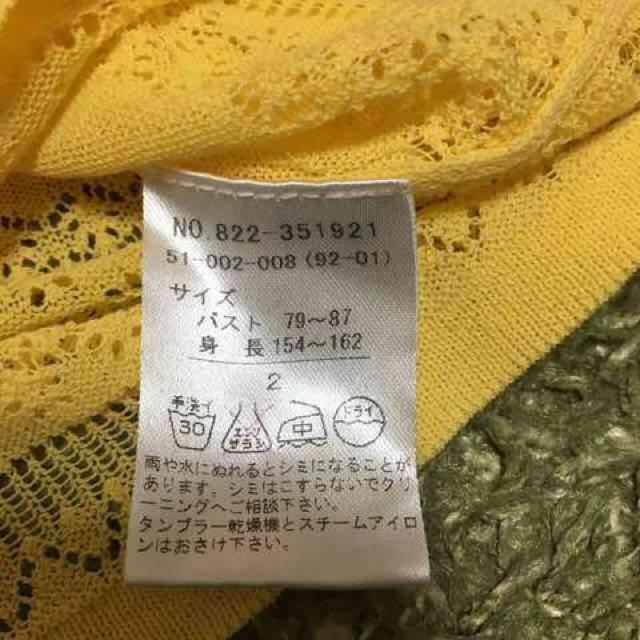 NO. 822-351921
51-002-008 (92-01)
サイズ
バスト 79〜87
身長 154〜162
2
手洗イ 30 エンソサラシ 中 ドライ
雨や水にぬれるとシミになることが
あります。シミはこすらないでクリ
ーニングへご相談下さい。
タンブラー乾燥機とスチームアイロ
ンはお避け下さい。